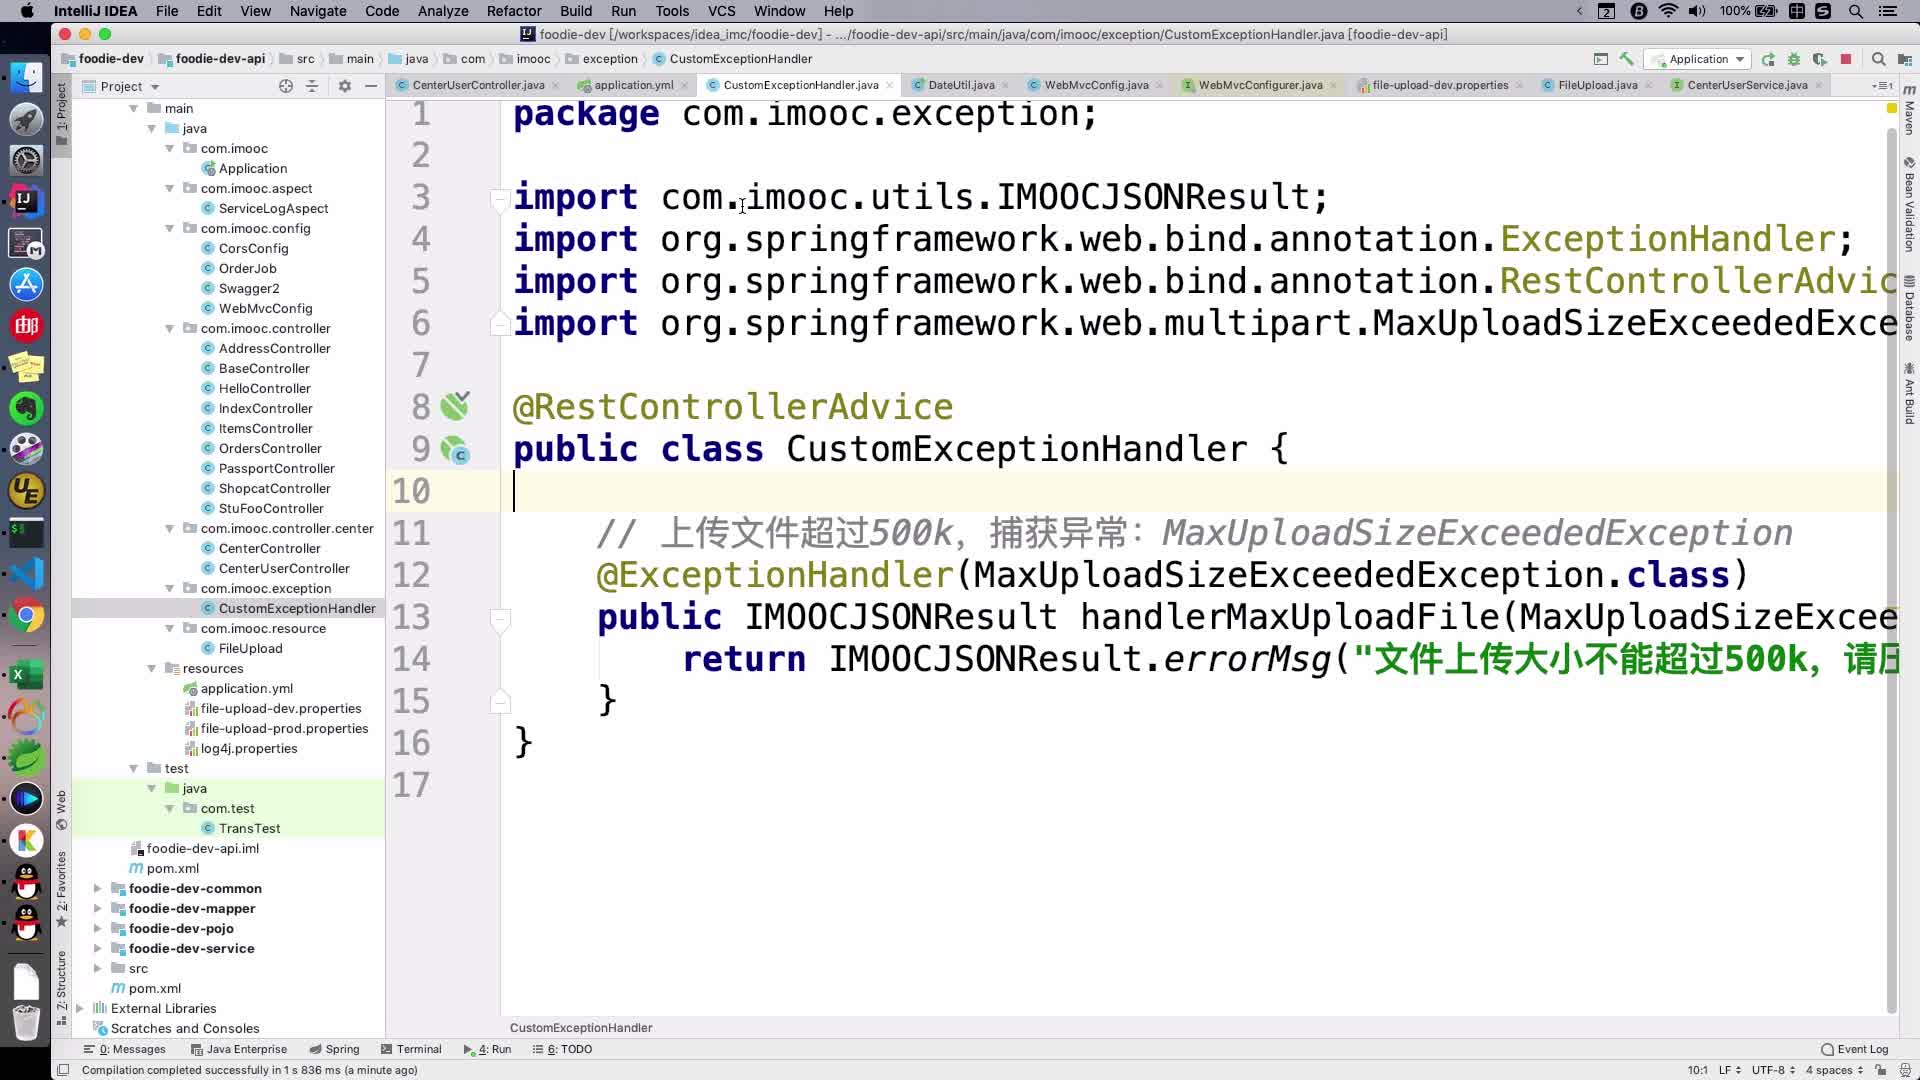 IntelliJ IDEA File Edit View Navigate Code Analyze Refactor Build Run Tools VCS Window Help 2 100%
foodie-dev [/workspaces/idea_imc/foodie-dev] - .../foodie-dev-api/src/main/java/com/imooc/exception/CustomExceptionHandler.java [foodie-dev-api]
foodie-dev foodie-dev-api src main java com imooc exception CustomExceptionHandler Application
Project CenterUserController.java application.yml CustomExceptionHandler.java DateUtil.java WebMvcConfig.java WebMvcConfigurer.java file-upload-dev.properties FileUpload.java CenterUserService.java
main
java
com.imooc
Application
com.imooc.aspect
ServiceLogAspect
com.imooc.config
CorsConfig
OrderJob
Swagger2
WebMvcConfig
com.imooc.controller
AddressController
BaseController
HelloController
IndexController
ItemsController
OrdersController
PassportController
ShopcatController
StuFooController
com.imooc.controller.center
CenterController
CenterUserController
com.imooc.exception
CustomExceptionHandler
com.imooc.resource
FileUpload
resources
application.yml
file-upload-dev.properties
file-upload-prod.properties
log4j.properties
test
java
com.test
TransTest
foodie-dev-api.iml
pom.xml
foodie-dev-common
foodie-dev-mapper
foodie-dev-pojo
foodie-dev-service
src
pom.xml
External Libraries
Scratches and Consoles
1: Project
Web
2: Favorites
7: Structure
1 package com.imooc.exception;
2
3 import com.imooc.utils.IMOOCJSONResult;
4 import org.springframework.web.bind.annotation.ExceptionHandler;
5 import org.springframework.web.bind.annotation.RestControllerAdvic
6 import org.springframework.web.multipart.MaxUploadSizeExceededExce
7
8 @RestControllerAdvice
9 public class CustomExceptionHandler {
10
11 // 上传文件超过500k，捕获异常：MaxUploadSizeExceededException
12 @ExceptionHandler(MaxUploadSizeExceededException.class)
13 public IMOOCJSONResult handlerMaxUploadFile(MaxUploadSizeExcee
14 return IMOOCJSONResult.errorMsg("文件上传大小不能超过500k，请压
15 }
16 }
17
Maven
Bean Validation
Database
Ant Build
CustomExceptionHandler
0: Messages Java Enterprise Spring Terminal 4: Run 6: TODO Event Log
Compilation completed successfully in 1 s 836 ms (a minute ago) 10:1 LF UTF-8 4 spaces